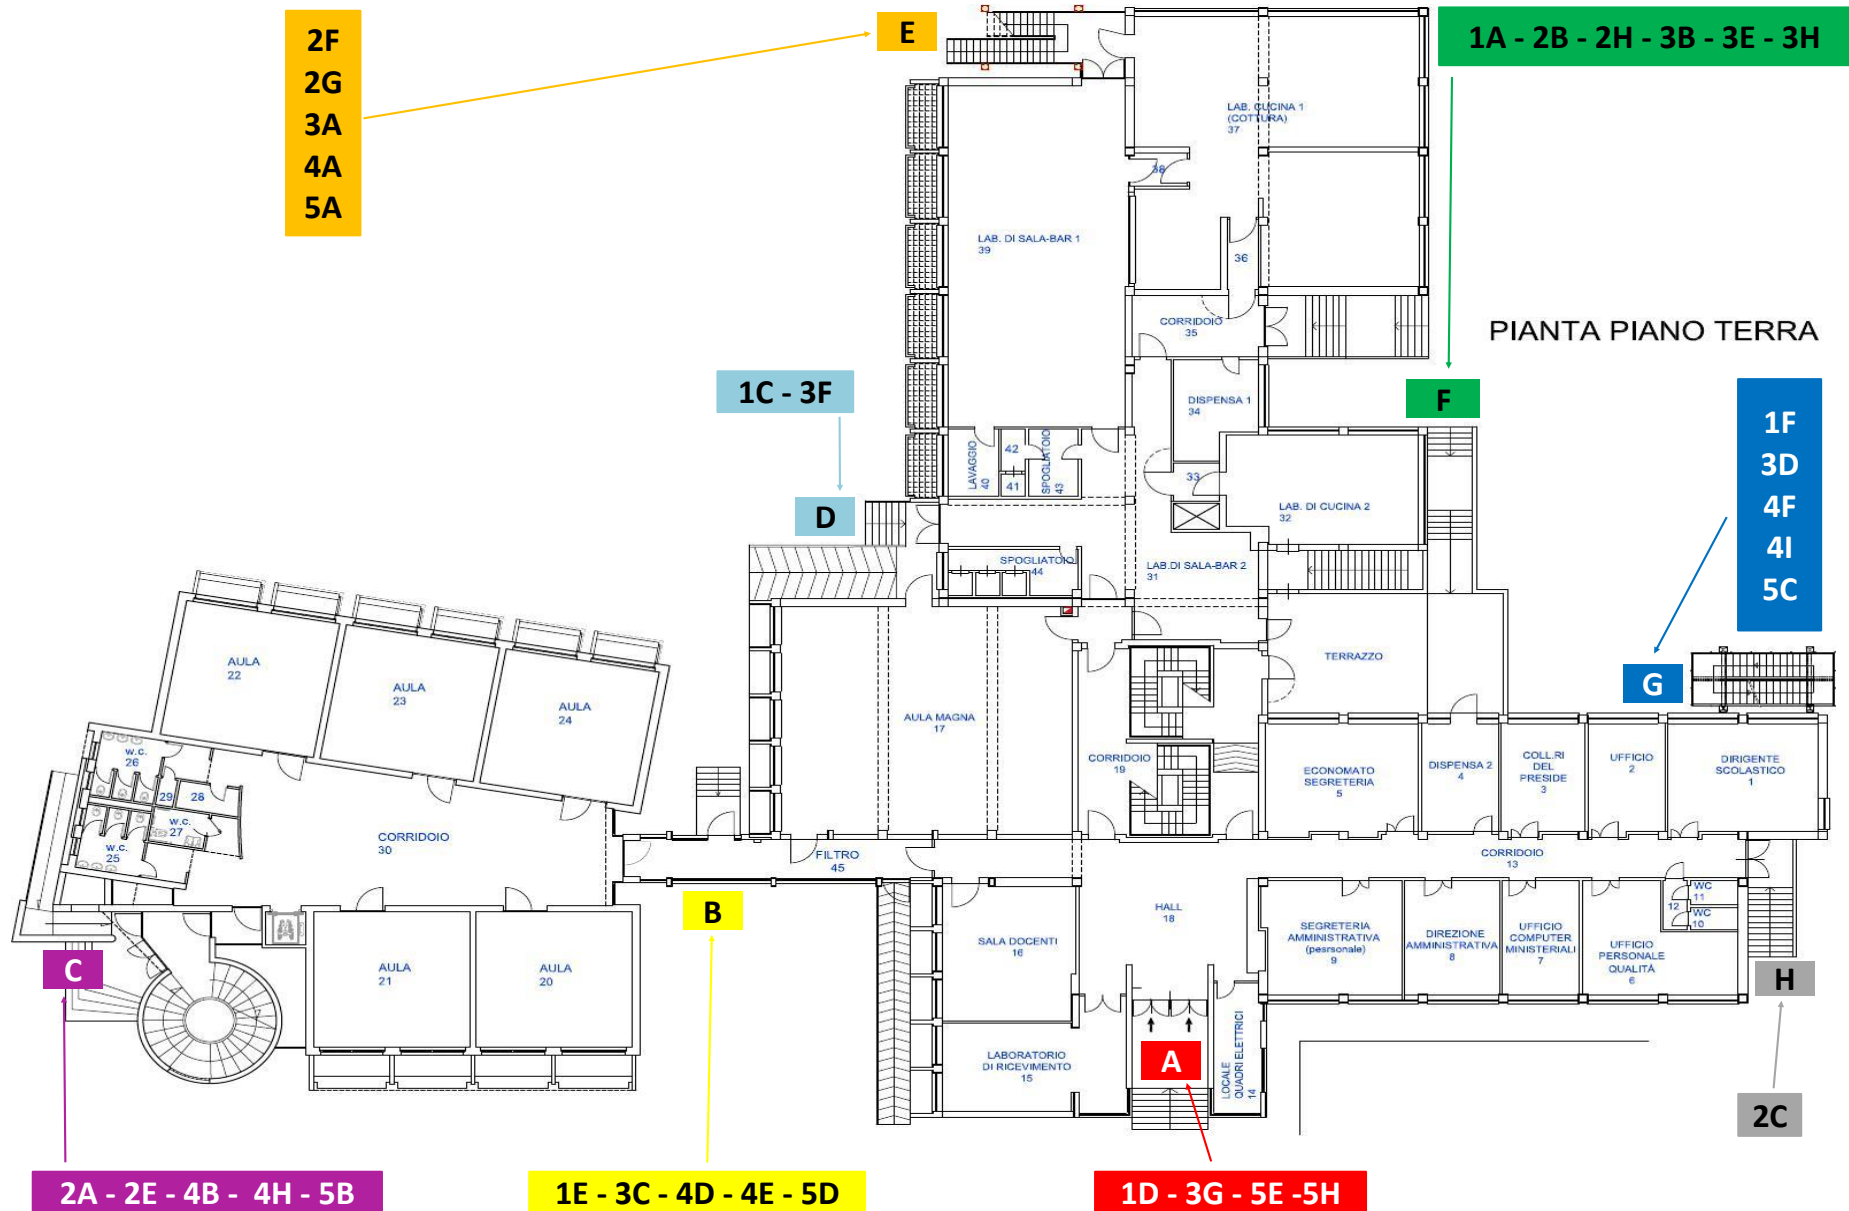 2F
2G
3A
4A
5A
E
1A - 2B - 2H - 3B - 3E - 3H
LAB. CUCINA 1
(COTTURA)
37
38
LAB. DI SALA-BAR 1
39
36
CORRIDOIO
35
PIANTA PIANO TERRA
1C - 3F
DISPENSA 1
34
F
1F
3D
4F
4I
5C
LAVAGGIO
40
42
41
SPOGLIATOIO
43
33
LAB. DI CUCINA 2
32
D
SPOGLIATOIO
44
LAB.DI SALA-BAR 2
31
AULA
22
AULA
23
AULA
24
TERRAZZO
G
AULA MAGNA
17
w.c.
26
29
28
w.c.
27
w.c.
25
CORRIDOIO
30
CORRIDOIO
19
ECONOMATO
SEGRETERIA
5
DISPENSA 2
4
COLL.RI
DEL
PRESIDE
3
UFFICIO
2
DIRIGENTE
SCOLASTICO
1
FILTRO
45
CORRIDOIO
13
B
HALL
18
WC
11
12
WC
10
SALA DOCENTI
16
SEGRETERIA
AMMINISTRATIVA
(pesrsonale)
9
DIREZIONE
AMMINISTRATIVA
8
UFFICIO
COMPUTER
MINISTERIALI
7
UFFICIO
PERSONALE
QUALITÀ
6
C
AULA
21
AULA
20
H
LABORATORIO
DI RICEVIMENTO
15
A
LOCALE
QUADRI ELETTRICI
14
2C
2A - 2E - 4B - 4H - 5B
1E - 3C - 4D - 4E - 5D
1D - 3G - 5E -5H